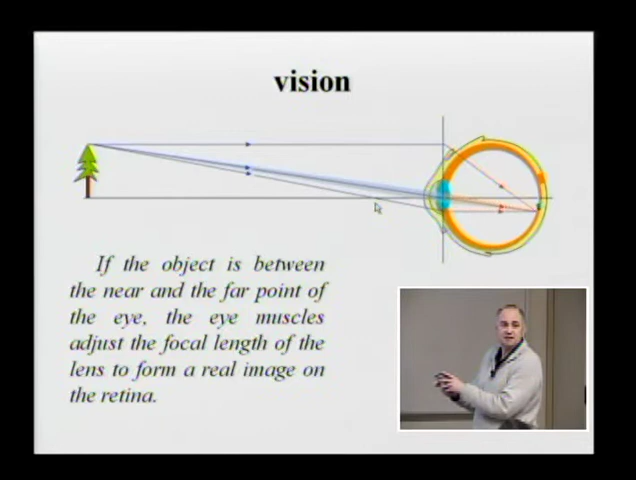 vision
If the object is between
the near and the far point of
the eye, the eye muscles
adjust the focal length of the
lens to form a real image on
the retina.